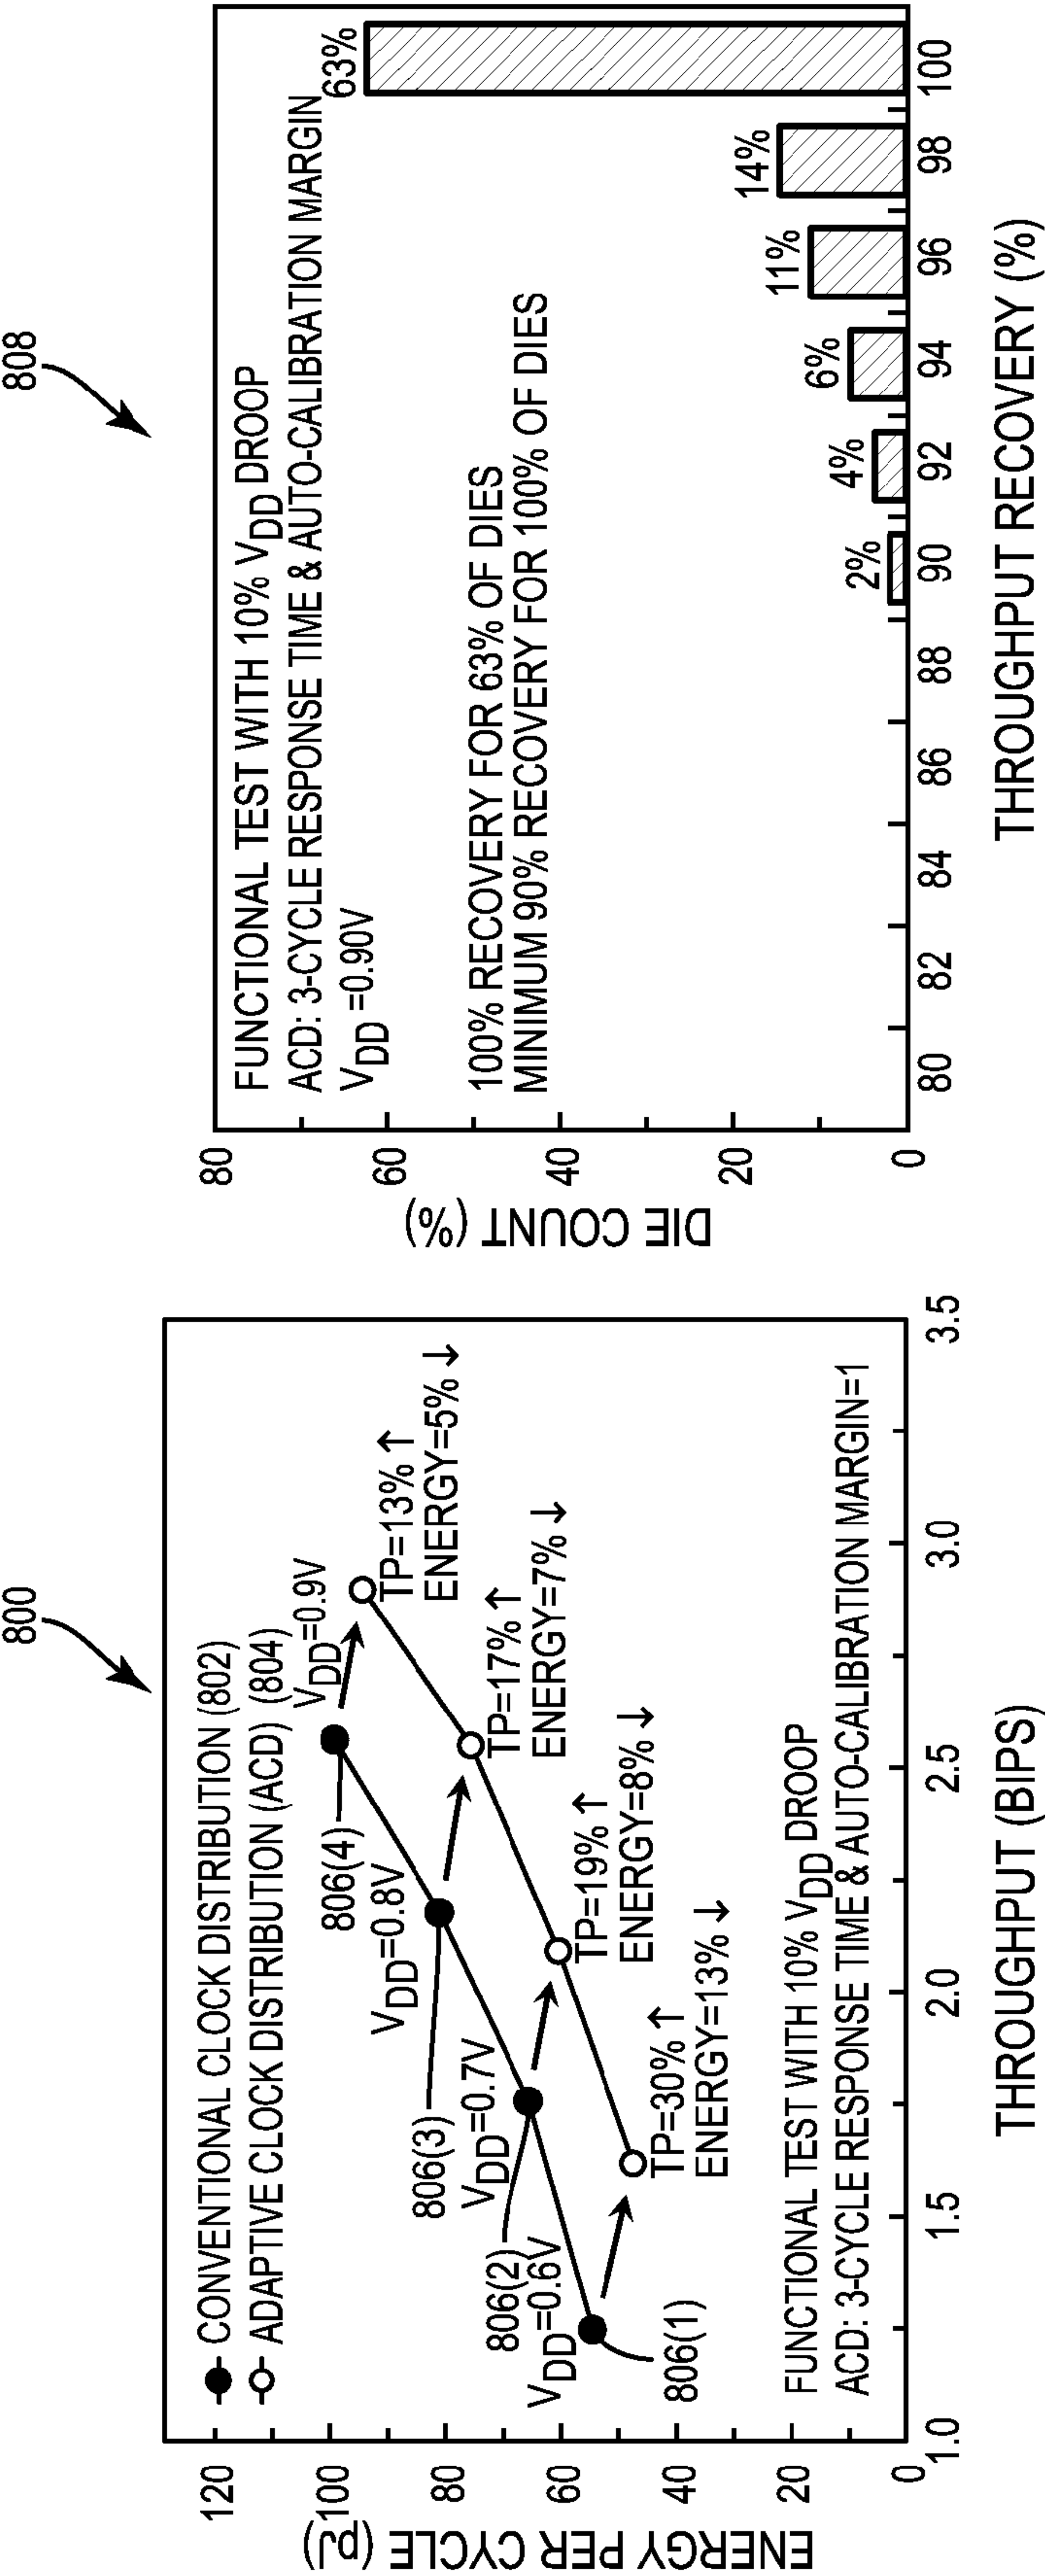 800
CONVENTIONAL CLOCK DISTRIBUTION (802)
ADAPTIVE CLOCK DISTRIBUTION (ACD) (804)
VDD=0.9V
806(4)
VDD=0.8V
806(3)
VDD=0.7V
806(2)
VDD=0.6V
806(1)
TP=13% ↑
ENERGY=5% ↓
TP=17% ↑
ENERGY=7% ↓
TP=19% ↑
ENERGY=8% ↓
TP=30% ↑
ENERGY=13% ↓
FUNCTIONAL TEST WITH 10% VDD DROOP
ACD: 3-CYCLE RESPONSE TIME & AUTO-CALIBRATION MARGIN=1
120
100
80
60
40
20
0
ENERGY PER CYCLE (pJ)
1.0 1.5 2.0 2.5 3.0 3.5
THROUGHPUT (BIPS)
808
FUNCTIONAL TEST WITH 10% VDD DROOP
ACD: 3-CYCLE RESPONSE TIME & AUTO-CALIBRATION MARGIN
VDD =0.90V
100% RECOVERY FOR 63% OF DIES
MINIMUM 90% RECOVERY FOR 100% OF DIES
2%
4%
6%
11%
14%
63%
80
60
40
20
0
DIE COUNT (%)
80 82 84 86 88 90 92 94 96 98 100
THROUGHPUT RECOVERY (%)